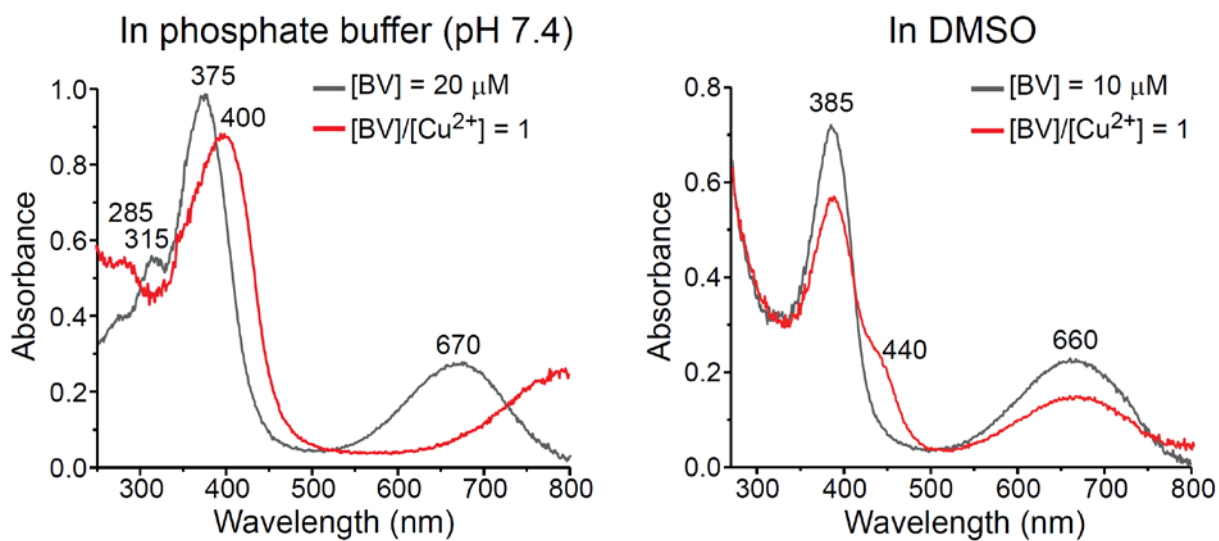 In phosphate buffer (pH 7.4)
[BV] = 20 μM
[BV]/[Cu²⁺] = 1
375
400
285
315
670
1.0
0.8
0.6
0.4
0.2
0.0
Absorbance
300 400 500 600 700 800
Wavelength (nm)
In DMSO
[BV] = 10 μM
[BV]/[Cu²⁺] = 1
385
440
660
0.8
0.6
0.4
0.2
0.0
Absorbance
300 400 500 600 700 800
Wavelength (nm)